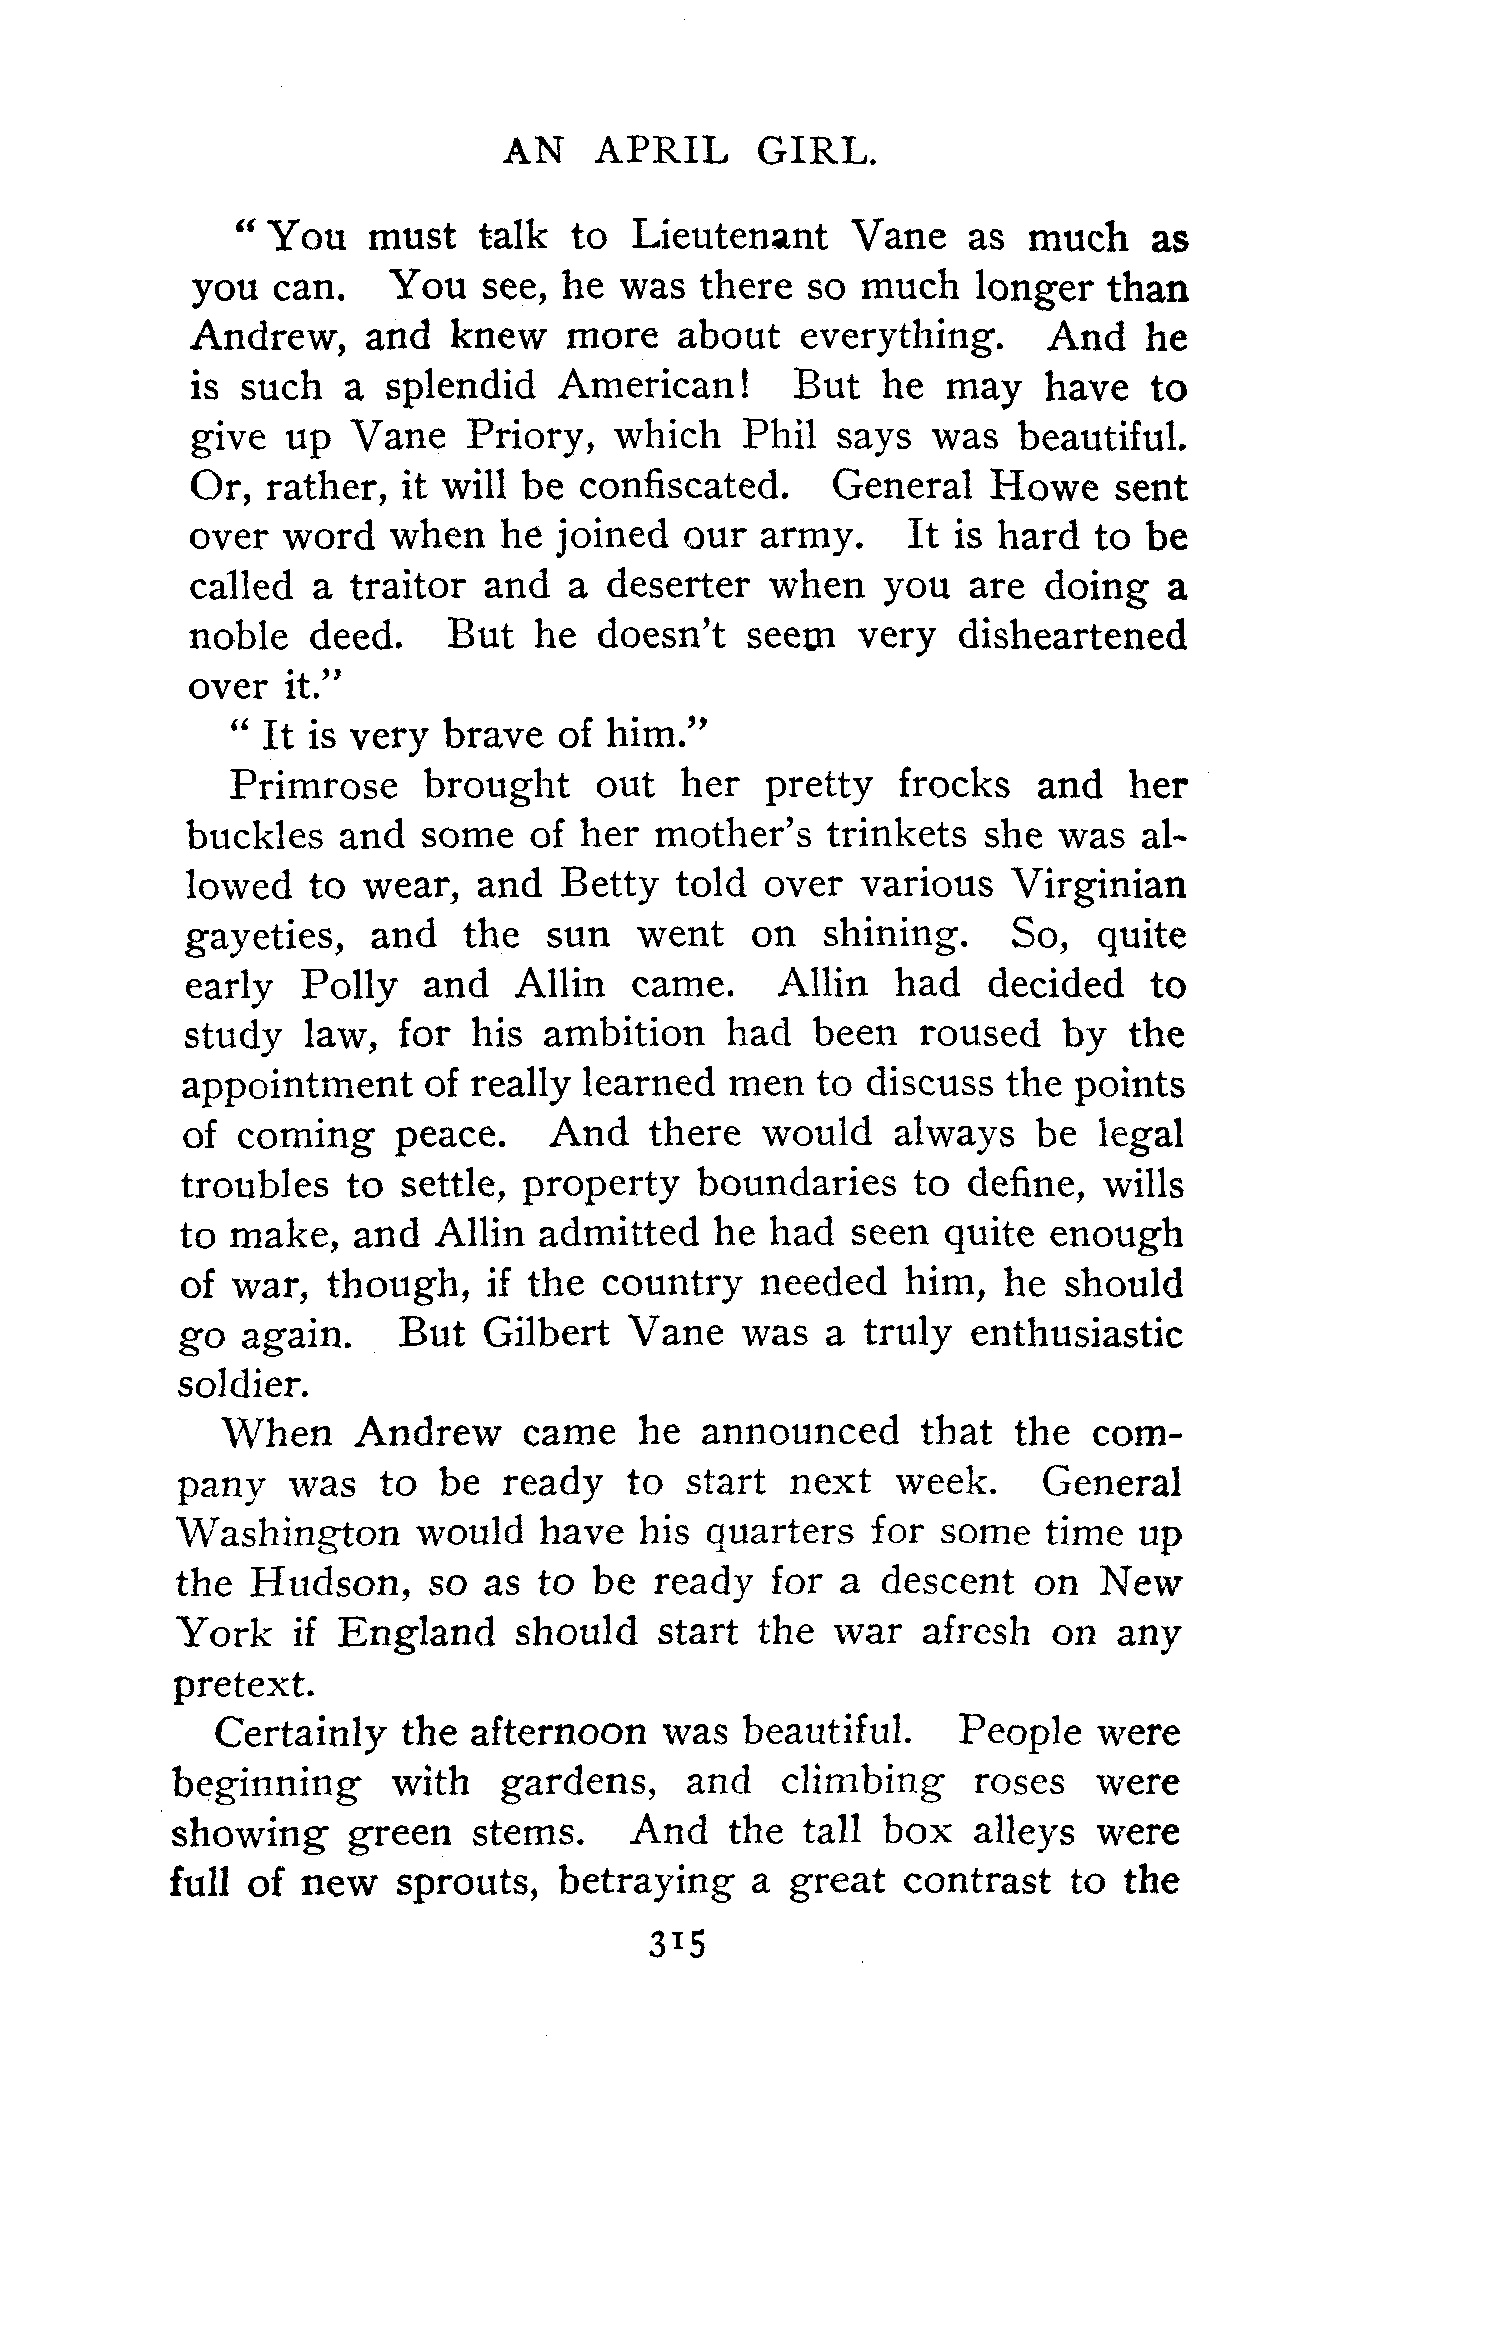 AN APRIL GIRL.
“ You must talk to Lieutenant Vane as much as
you can. You see, he was there so much longer than
Andrew, and knew more about everything. And he
is such a splendid American! But he may have to
give up Vane Priory, which Phil says was beautiful.
Or, rather, it will be confiscated. General Howe sent
over word when he joined our army. It is hard to be
called a traitor and a deserter when you are doing a
noble deed. But he doesn’t seem very disheartened
over it.”
“ It is very brave of him.”
Primrose brought out her pretty frocks and her
buckles and some of her mother’s trinkets she was al-
lowed to wear, and Betty told over various Virginian
gayeties, and the sun went on shining. So, quite
early Polly and Allin came. Allin had decided to
study law, for his ambition had been roused by the
appointment of really learned men to discuss the points
of coming peace. And there would always be legal
troubles to settle, property boundaries to define, wills
to make, and Allin admitted he had seen quite enough
of war, though, if the country needed him, he should
go again. But Gilbert Vane was a truly enthusiastic
soldier.
When Andrew came he announced that the com-
pany was to be ready to start next week. General
Washington would have his quarters for some time up
the Hudson, so as to be ready for a descent on New
York if England should start the war afresh on any
pretext.
Certainly the afternoon was beautiful. People were
beginning with gardens, and climbing roses were
showing green stems. And the tall box alleys were
full of new sprouts, betraying a great contrast to the
315